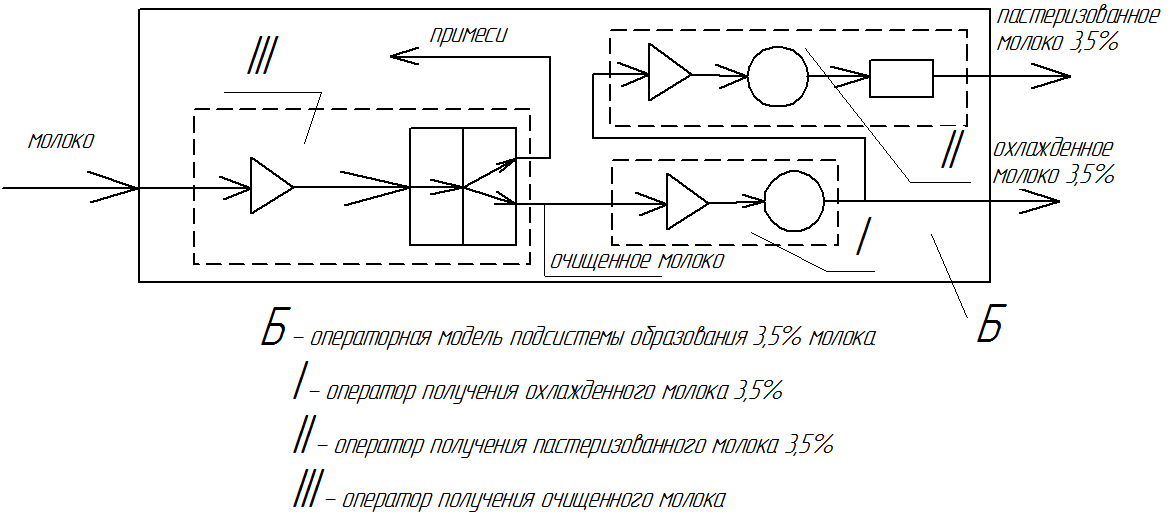 пастеризованное
молоко 3,5%
примеси
III
молоко
II
охлажденное
молоко 3,5%
I
очищенное молоко
Б
Б – операторная модель подсистемы образования 3,5% молока
I – оператор получения охлажденного молока 3,5%
II – оператор получения пастеризованного молока 3,5%
III – оператор получения очищенного молока